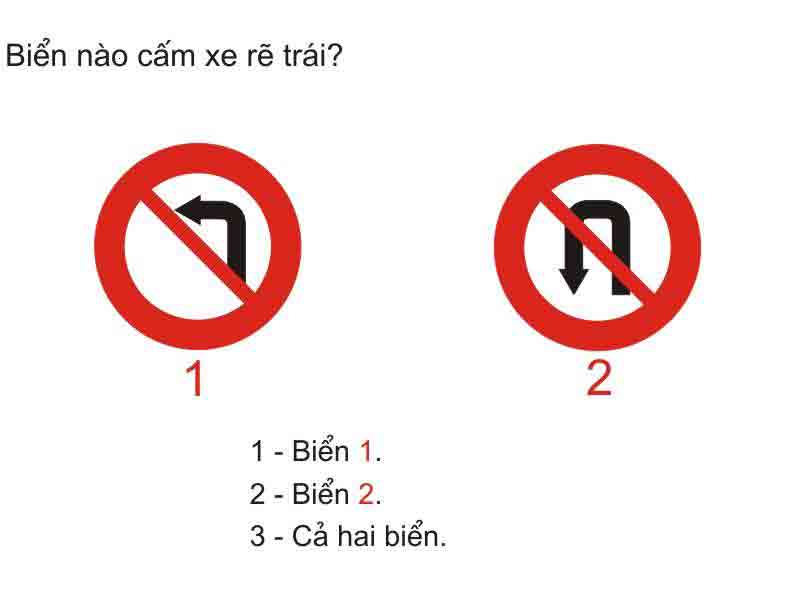 Biển nào cấm xe rẽ trái?
1 2
1 - Biển 1.
2 - Biển 2.
3 - Cả hai biển.